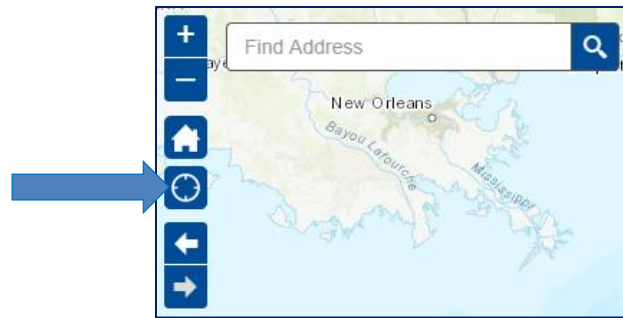 +
Find Address
−
New Orleans
Bayou Lafourche
Mississippi